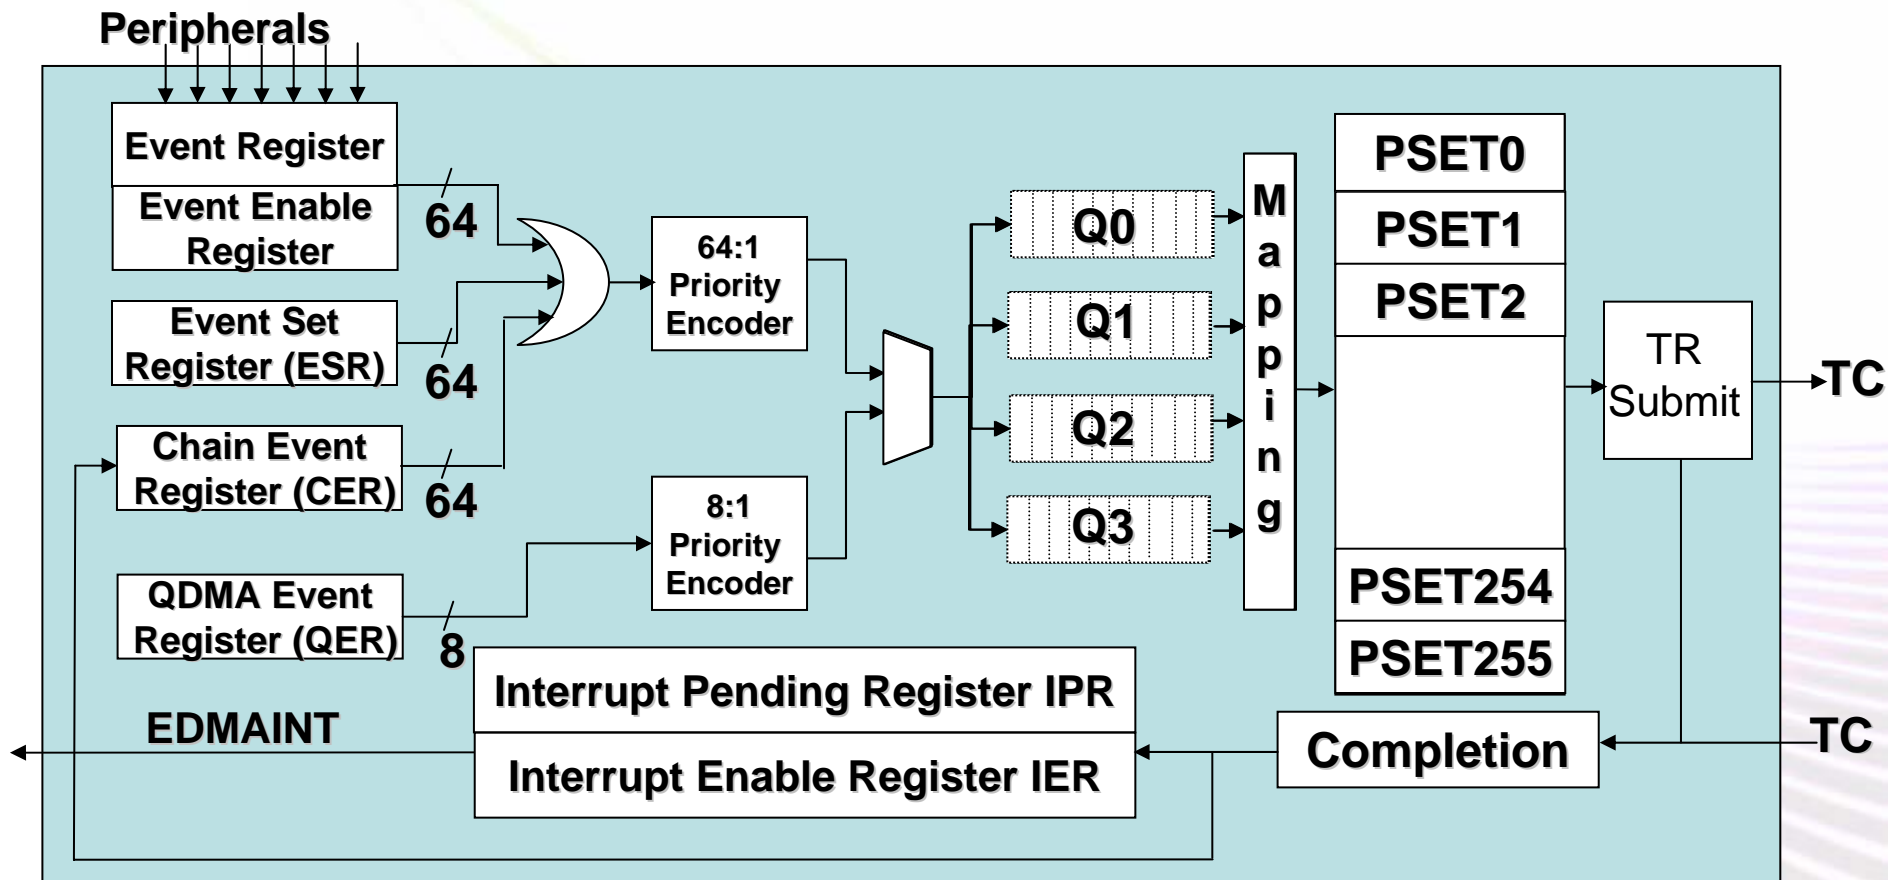 Peripherals
Event Register
Event Enable
Register
64
Event Set
Register (ESR)
64
Chain Event
Register (CER)
64
QDMA Event
Register (QER)
8
64:1
Priority
Encoder
8:1
Priority
Encoder
Q0
Q1
Q2
Q3
Mapping
PSET0
PSET1
PSET2
PSET254
PSET255
TR
Submit
TC
Interrupt Pending Register IPR
Interrupt Enable Register IER
EDMAINT
Completion
TC